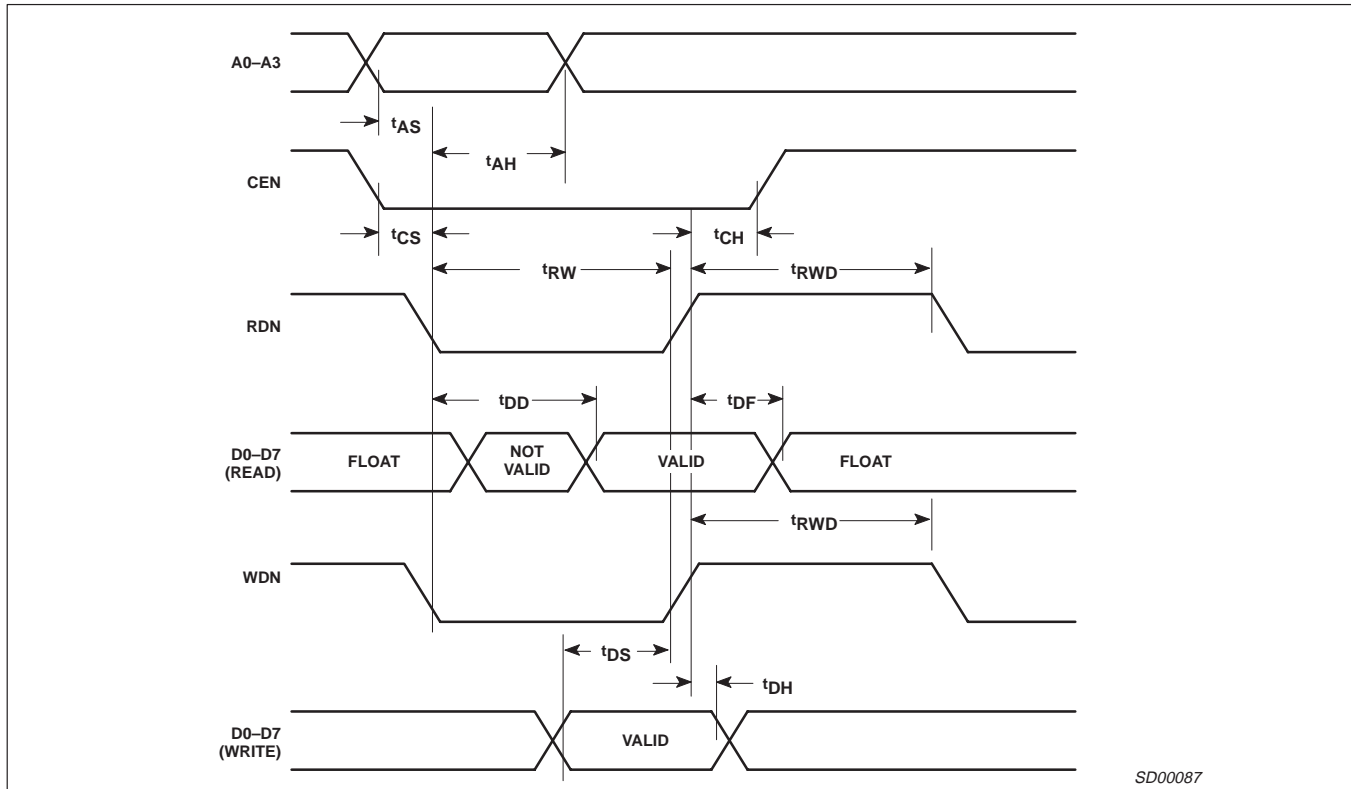 A0–A3
tAS
tAH
CEN
tCS
tCH
tRW
tRWD
RDN
tDD
tDF
D0–D7
(READ)
FLOAT
NOT
VALID
VALID
FLOAT
tRWD
WDN
tDS
tDH
D0–D7
(WRITE)
VALID
SD00087